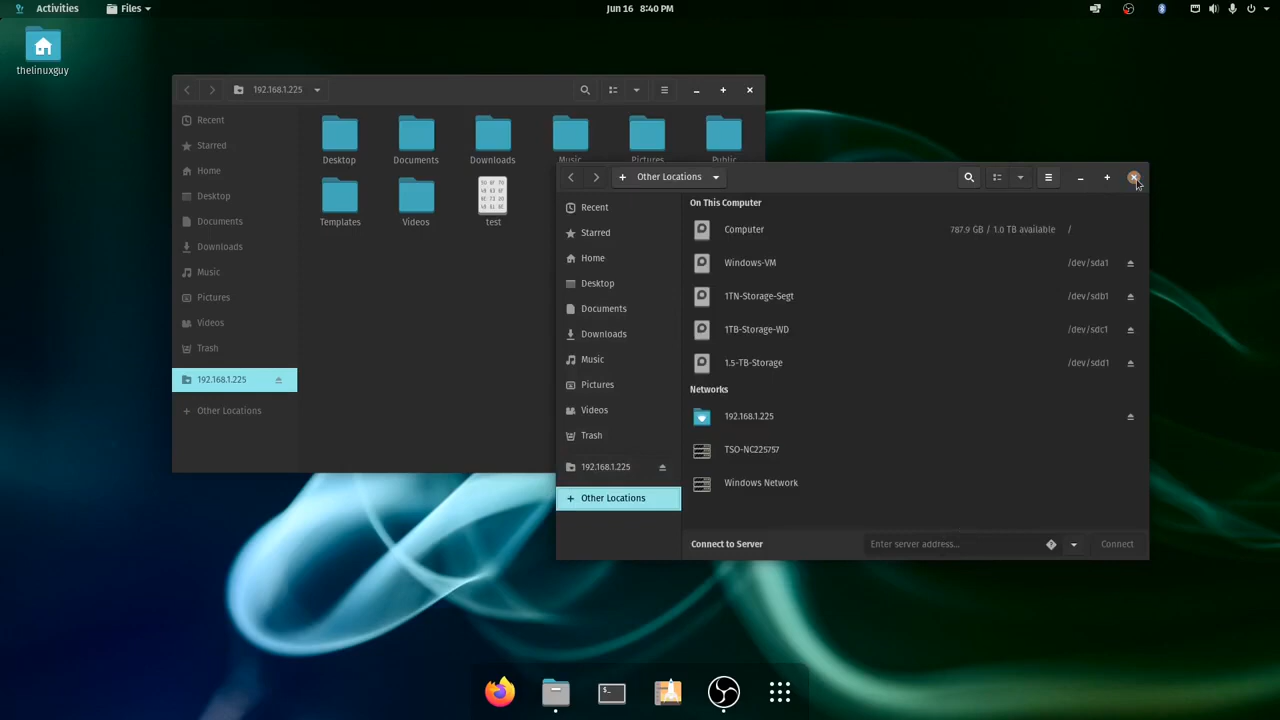 Activities
Files
Jun 16 8:40 PM
thelinuxguy
192.168.1.225
Recent
Starred
Home
Desktop
Documents
Downloads
Music
Pictures
Videos
Trash
192.168.1.225
Other Locations
Desktop
Documents
Downloads
Music
Pictures
Public
Templates
Videos
test
Other Locations
Recent
Starred
Home
Desktop
Documents
Downloads
Music
Pictures
Videos
Trash
192.168.1.225
Other Locations
On This Computer
Computer 787.9 GB / 1.0 TB available /
Windows-VM /dev/sda1
1TN-Storage-Segt /dev/sdb1
1TB-Storage-WD /dev/sdc1
1.5-TB-Storage /dev/sdd1
Networks
192.168.1.225
TSO-NC225757
Windows Network
Connect to Server Enter server address... Connect